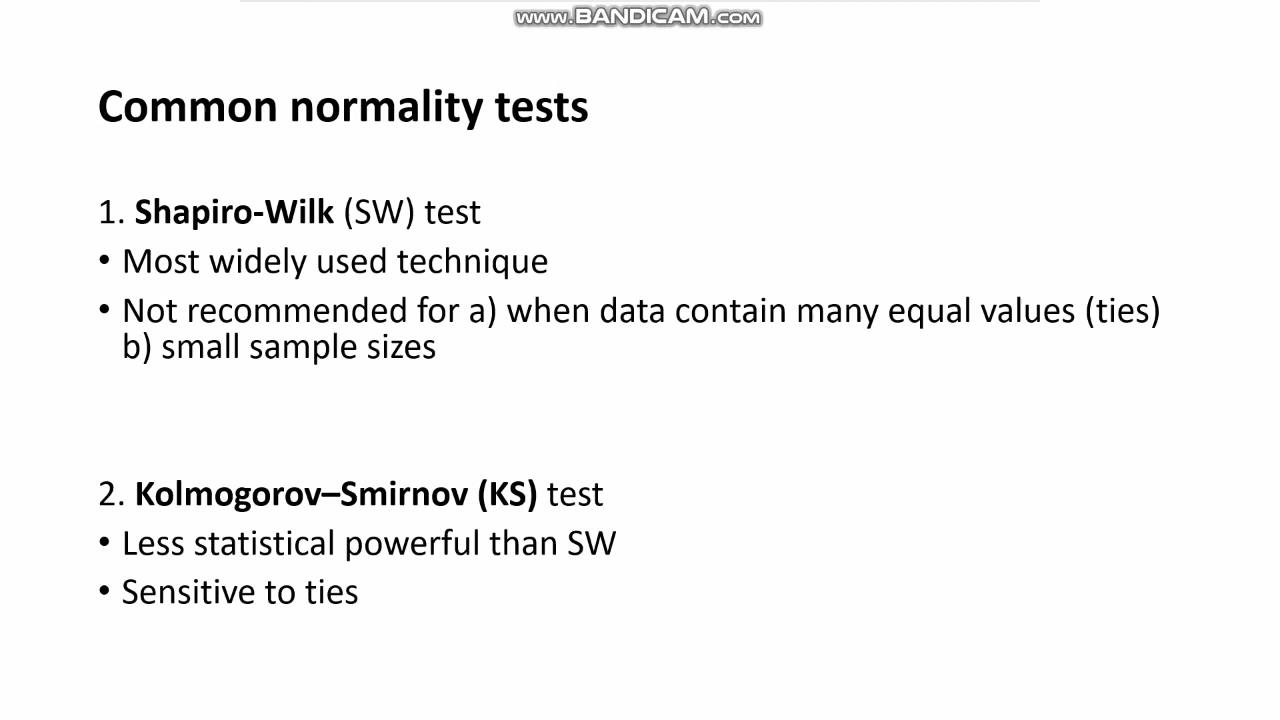 www.BANDICAM.com
Common normality tests
1. Shapiro-Wilk (SW) test
• Most widely used technique
• Not recommended for a) when data contain many equal values (ties)
b) small sample sizes
2. Kolmogorov–Smirnov (KS) test
• Less statistical powerful than SW
• Sensitive to ties